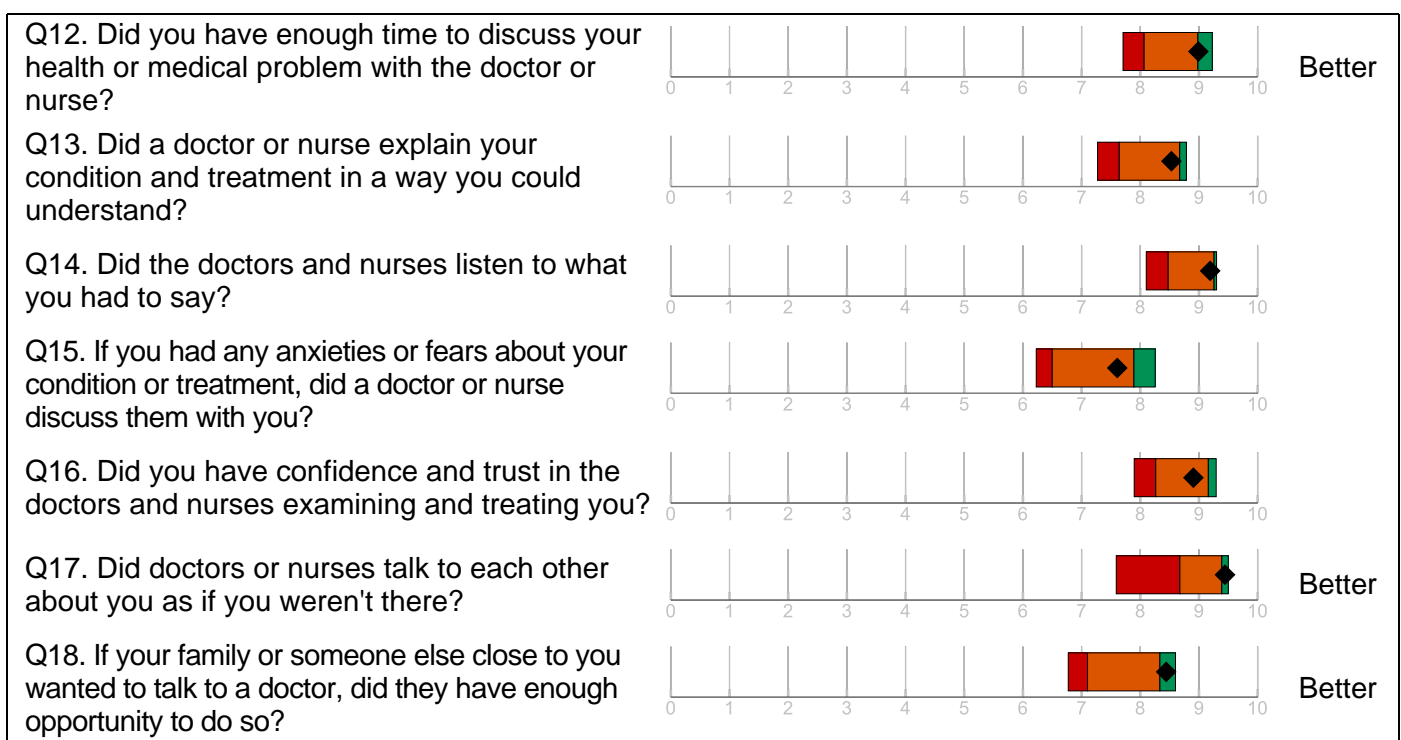 Q12. Did you have enough time to discuss your
health or medical problem with the doctor or
nurse?
0 1 2 3 4 5 6 7 8 9 10
Better
Q13. Did a doctor or nurse explain your
condition and treatment in a way you could
understand?
0 1 2 3 4 5 6 7 8 9 10
Q14. Did the doctors and nurses listen to what
you had to say?
0 1 2 3 4 5 6 7 8 9 10
Q15. If you had any anxieties or fears about your
condition or treatment, did a doctor or nurse
discuss them with you?
0 1 2 3 4 5 6 7 8 9 10
Q16. Did you have confidence and trust in the
doctors and nurses examining and treating you?
0 1 2 3 4 5 6 7 8 9 10
Q17. Did doctors or nurses talk to each other
about you as if you weren't there?
0 1 2 3 4 5 6 7 8 9 10
Better
Q18. If your family or someone else close to you
wanted to talk to a doctor, did they have enough
opportunity to do so?
0 1 2 3 4 5 6 7 8 9 10
Better